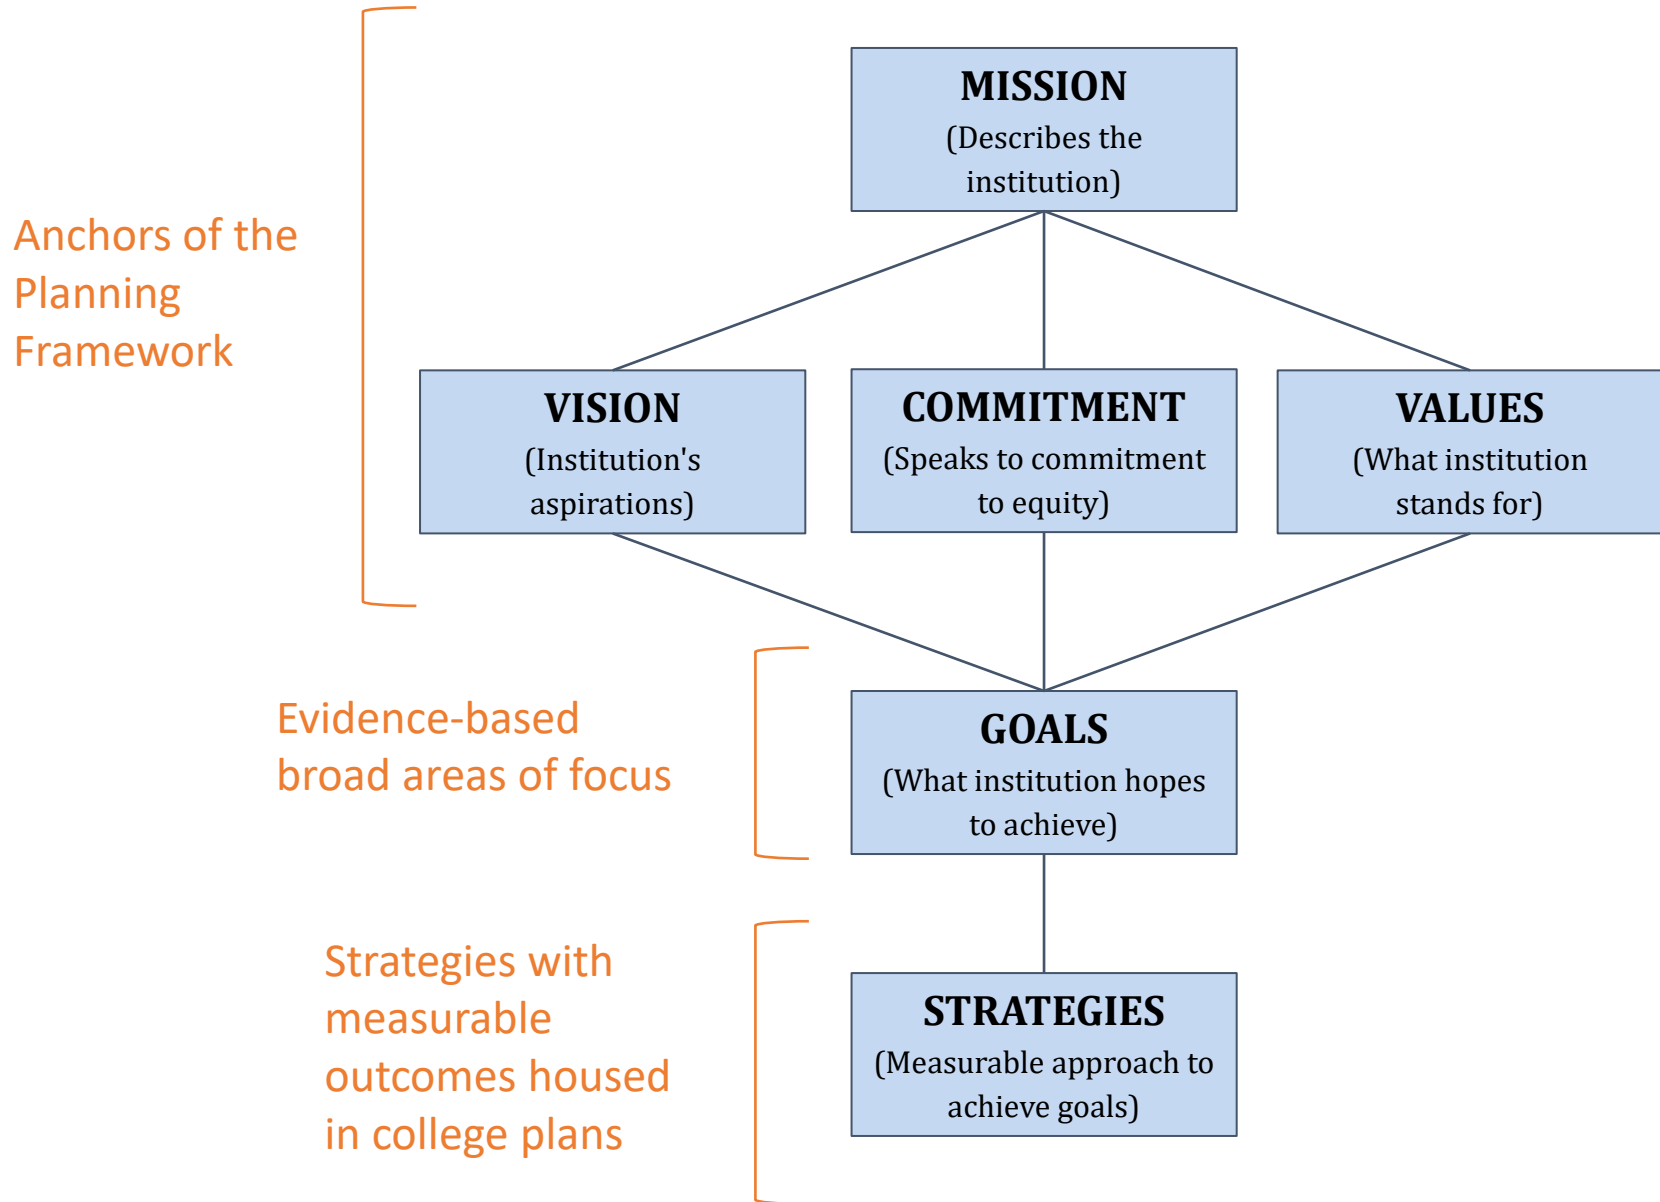 MISSION
(Describes the
institution)
Anchors of the
Planning
Framework
VISION
(Institution's
aspirations)
COMMITMENT
(Speaks to commitment
to equity)
VALUES
(What institution
stands for)
Evidence-based
broad areas of focus
GOALS
(What institution hopes
to achieve)
Strategies with
measurable
outcomes housed
in college plans
STRATEGIES
(Measurable approach to
achieve goals)